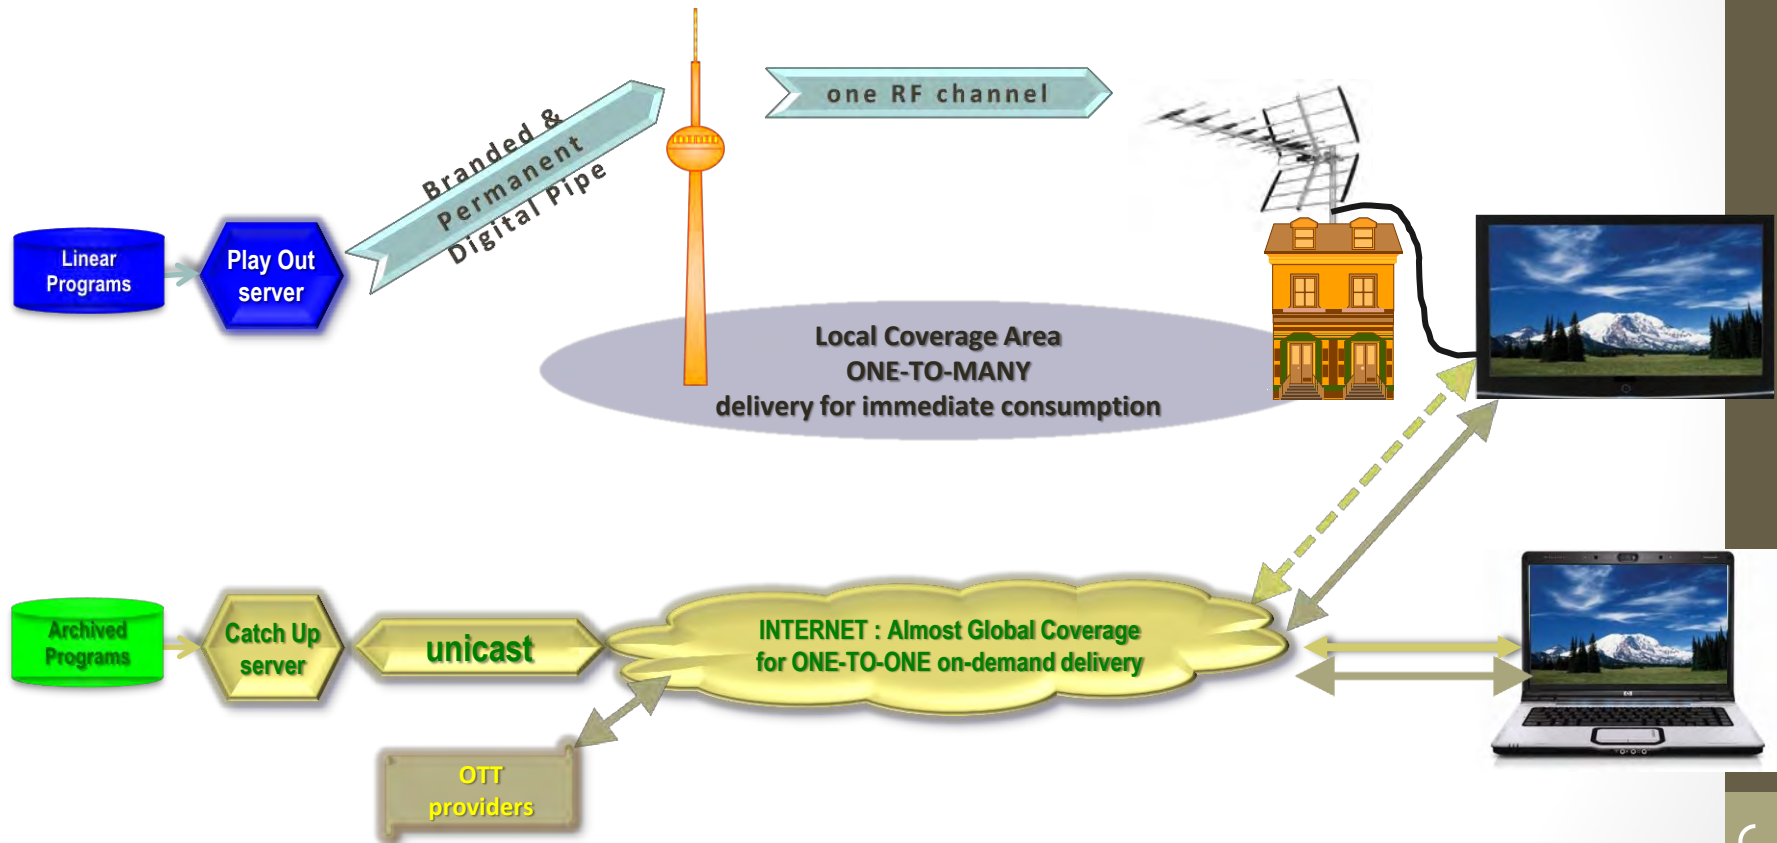 Branded &
Permanent
Digital Pipe
one RF channel
Linear
Programs
Play Out
server
Local Coverage Area
ONE-TO-MANY
delivery for immediate consumption
Archived
Programs
Catch Up
server
unicast
INTERNET : Almost Global Coverage
for ONE-TO-ONE on-demand delivery
OTT
providers